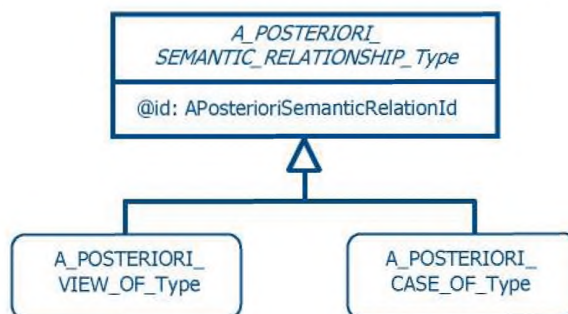 A_POSTERIORI_
SEMANTIC_RELATIONSHIP_Type
@id: APosterioriSemanticRelationId
A_POSTERIORI_
VIEW_OF_Type
A_POSTERIORI_
CASE_OF_Type